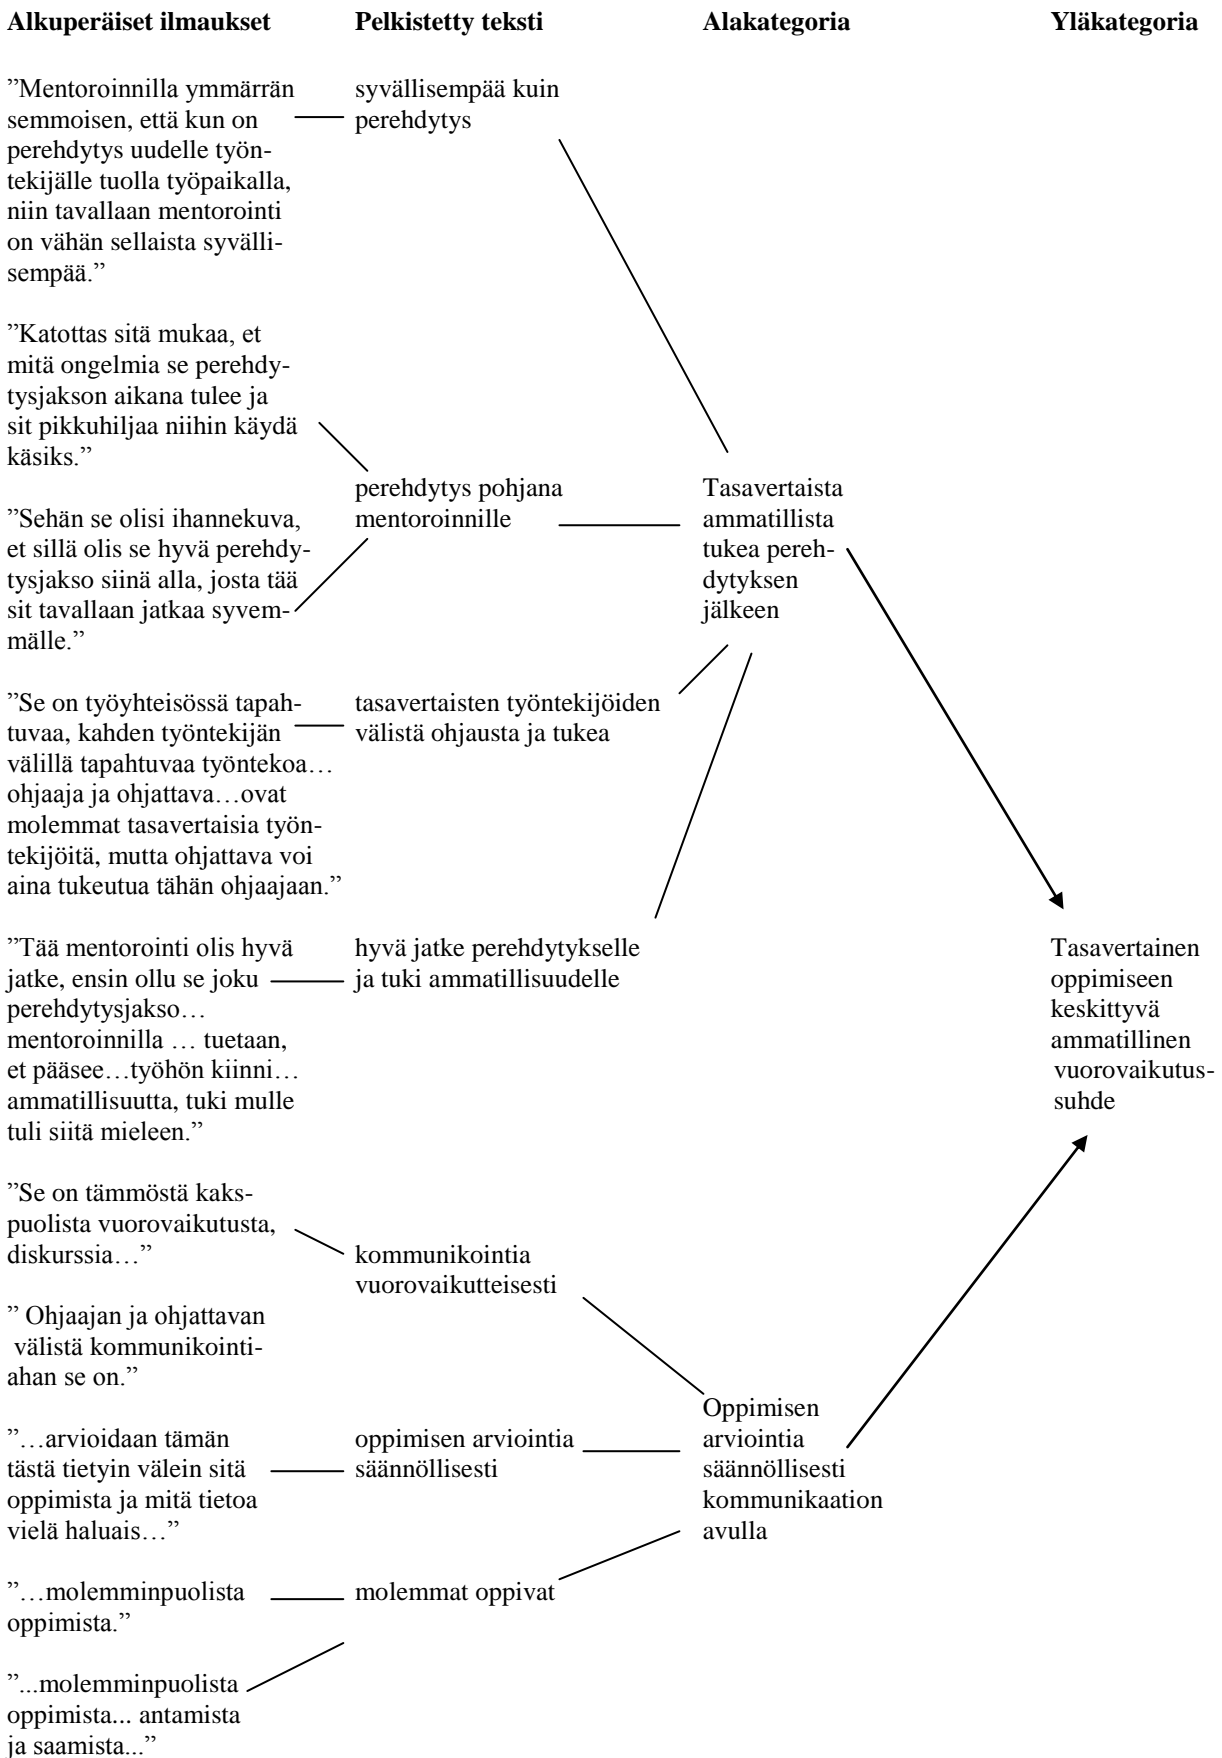 Alkuperäiset ilmaukset Pelkistetty teksti Alakategoria Yläkategoria
”Mentoroinnilla ymmärrän
semmoisen, että kun on
perehdytys uudelle työn-
tekijälle tuolla työpaikalla,
niin tavallaan mentorointi
on vähän sellaista syvälli-
sempää.”
”Katottas sitä mukaa, et
mitä ongelmia se perehdy-
tysjakson aikana tulee ja
sit pikkuhiljaa niihin käydä
käsiks.”
”Sehän se olisi ihannekuva,
et sillä olis se hyvä perehdy-
tysjakso siinä alla, josta tää
sit tavallaan jatkaa syvem-
mälle.”
”Se on työyhteisössä tapah-
tuvaa, kahden työntekijän
välillä tapahtuvaa työntekoa…
ohjaaja ja ohjattava…ovat
molemmat tasavertaisia työn-
tekijöitä, mutta ohjattava voi
aina tukeutua tähän ohjaajaan.”
”Tää mentorointi olis hyvä
jatke, ensin ollu se joku
perehdytysjakso…
mentoroinnilla … tuetaan,
et pääsee…työhön kiinni…
ammatillisuutta, tuki mulle
tuli siitä mieleen.”
”Se on tämmöstä kaks-
puolista vuorovaikutusta,
diskurssia…”
” Ohjaajan ja ohjattavan
välistä kommunikointi-
ahan se on.”
”…arvioidaan tämän
tästä tietyin välein sitä
oppimista ja mitä tietoa
vielä haluais…”
”…molemminpuolista
oppimista.”
”...molemminpuolista
oppimista... antamista
ja saamista...”
syvällisempää kuin
perehdytys
perehdytys pohjana
mentoroinnille
tasavertaisten työntekijöiden
välistä ohjausta ja tukea
hyvä jatke perehdytykselle
ja tuki ammatillisuudelle
kommunikointia
vuorovaikutteisesti
oppimisen arviointia
säännöllisesti
molemmat oppivat
Tasavertaista
ammatillista
tukea pereh-
dytyksen
jälkeen
Oppimisen
arviointia
säännöllisesti
kommunikaation
avulla
Tasavertainen
oppimiseen
keskittyvä
ammatillinen
vuorovaikutus-
suhde